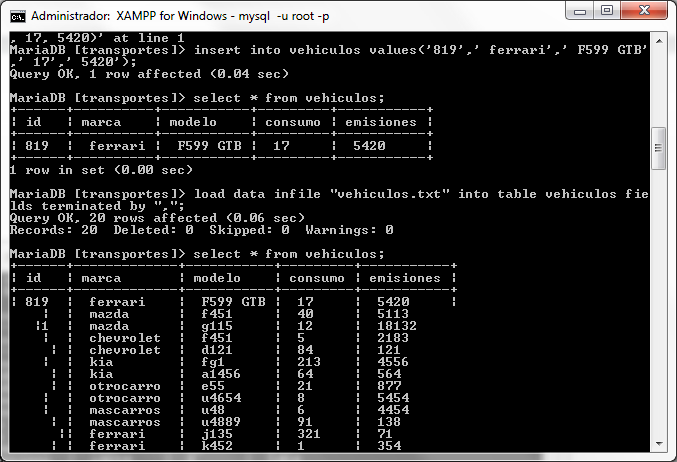 Administrador: XAMPP for Windows - mysql -u root -p
, 17, 5420)' at line 1
MariaDB [transportes]> insert into vehiculos values('819',' ferrari',' F599 GTB'
,' 17',' 5420');
Query OK, 1 row affected (0.04 sec)
MariaDB [transportes]> select * from vehiculos;
+------+----------+-----------+---------+-----------+
| id   | marca    | modelo    | consumo | emisiones |
+------+----------+-----------+---------+-----------+
| 819  |  ferrari |  F599 GTB |  17     |  5420     |
+------+----------+-----------+---------+-----------+
1 row in set (0.00 sec)
MariaDB [transportes]> load data infile "vehiculos.txt" into table vehiculos fie
lds terminated by ",";
Query OK, 20 rows affected (0.06 sec)
Records: 20  Deleted: 0  Skipped: 0  Warnings: 0
MariaDB [transportes]> select * from vehiculos;
+------+-------------+-----------+---------+-----------+
| id   | marca       | modelo    | consumo | emisiones |
+------+-------------+-----------+---------+-----------+
| 819  |  ferrari    |  F599 GTB |  17     |  5420     |
    |  |  mazda      |  f451     |  40     |  5113
   |1  |  mazda      |  g115     |  12     |  18132
    |  |  chevrolet  |  f451     |  5      |  2183
     | |  chevrolet  |  d121     |  84     |  121
    |  |  kia        |  fg1      |  213    |  4556
     | |  kia        |  a1456    |  64     |  564
     | |  otrocarro  |  e55      |  21     |  877
    |  |  otrocarro  |  u4654    |  8      |  5454
    |  |  mascarros  |  u48      |  6      |  4454
     | |  mascarros  |  u4889    |  91     |  138
      ||  ferrari    |  j135     |  321    |  71
     | |  ferrari    |  k452     |  1      |  354